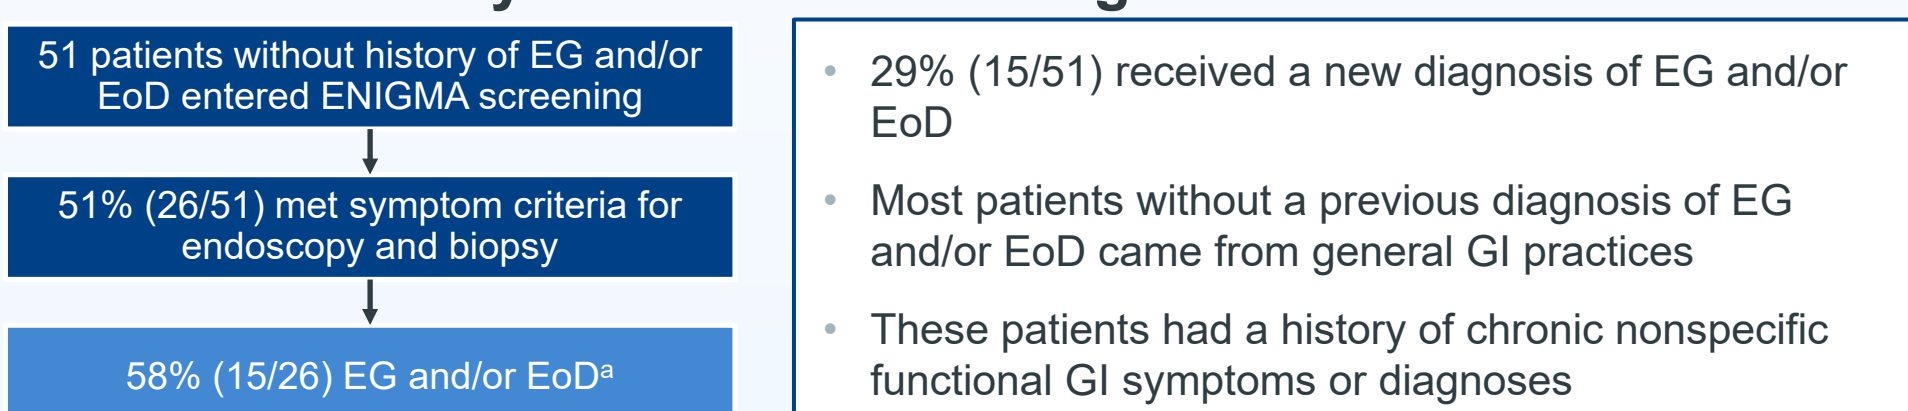 51 patients without history of EG and/or
EoD entered ENIGMA screening
51% (26/51) met symptom criteria for
endoscopy and biopsy
58% (15/26) EG and/or EoDᵃ
• 29% (15/51) received a new diagnosis of EG and/or
EoD
• Most patients without a previous diagnosis of EG
and/or EoD came from general GI practices
• These patients had a history of chronic nonspecific
functional GI symptoms or diagnoses